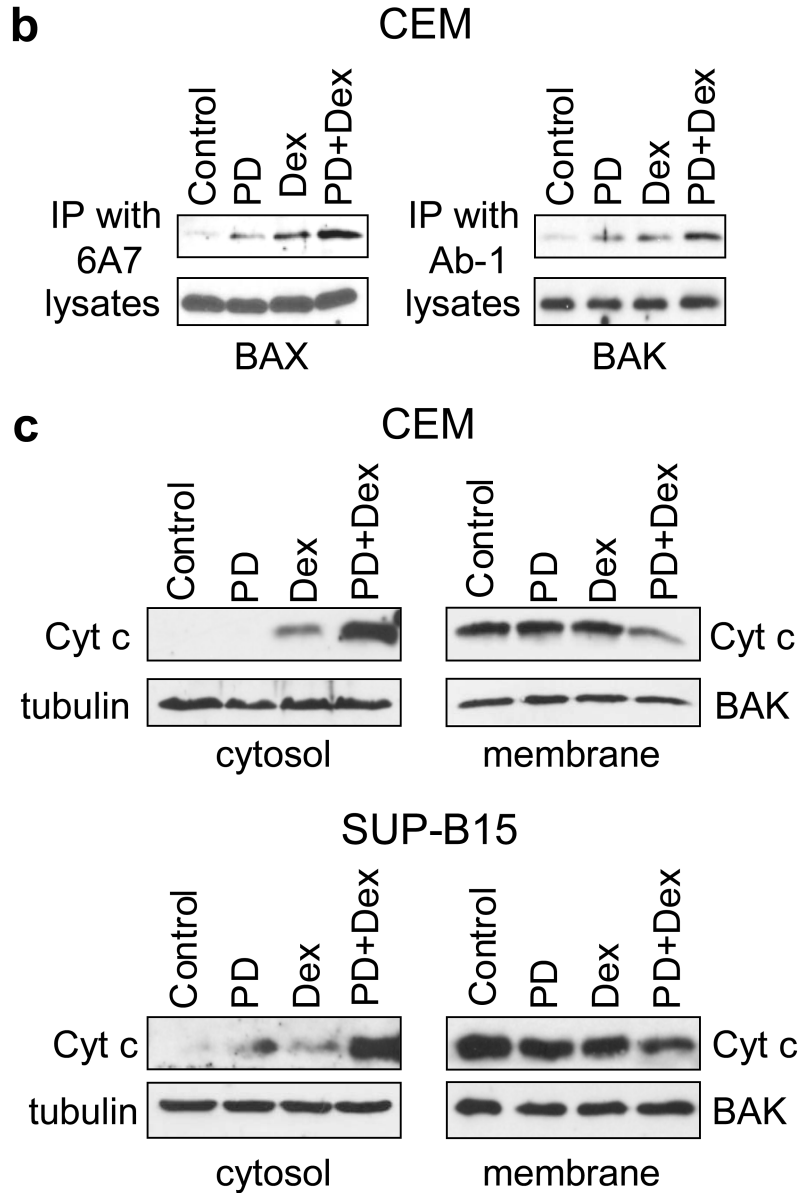 b
CEM
Control PD Dex PD+Dex
Control PD Dex PD+Dex
IP with
6A7
lysates
BAX
IP with
Ab-1
lysates
BAK
c
CEM
Control PD Dex PD+Dex
Control PD Dex PD+Dex
Cyt c
Cyt c
tubulin
BAK
cytosol
membrane
SUP-B15
Control PD Dex PD+Dex
Control PD Dex PD+Dex
Cyt c
Cyt c
tubulin
BAK
cytosol
membrane